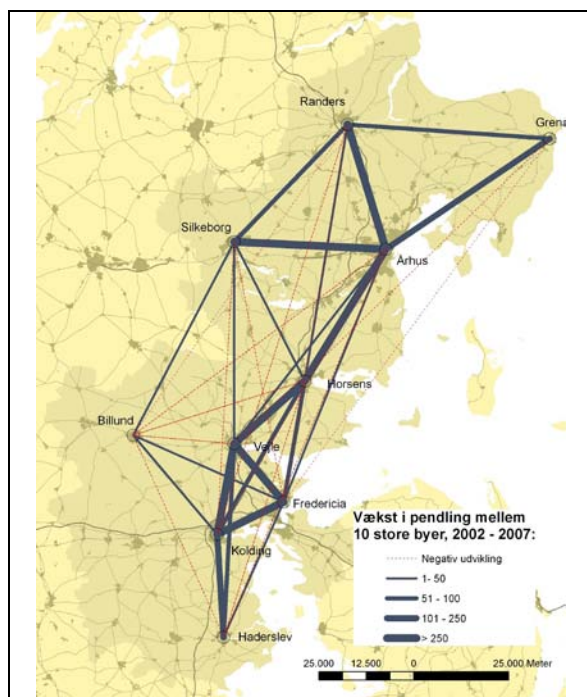 Randers
Grena
Silkeborg
Århus
Horsens
Billund
Vejle
Fredericia
Kolding
Haderslev
Vækst i pendling mellem
10 store byer, 2002 - 2007:
Negativ udvikling
1- 50
51 - 100
101 - 250
> 250
25.000 12.500 0 25.000 Meter